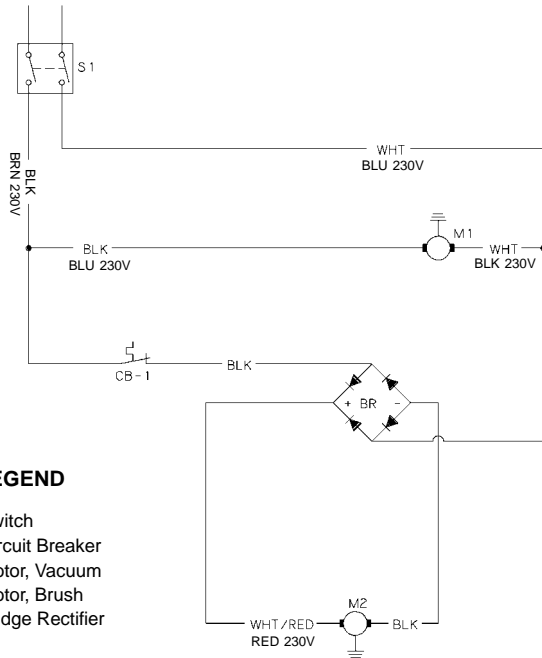 S1
WHT
BLU 230V
BLK
BRN 230V
M1
BLK
BLU 230V
WHT
BLK 230V
CB-1
BLK
+ BR -
EGEND
witch
rcuit Breaker
otor, Vacuum
otor, Brush
idge Rectifier
M2
WHT/RED
RED 230V
BLK